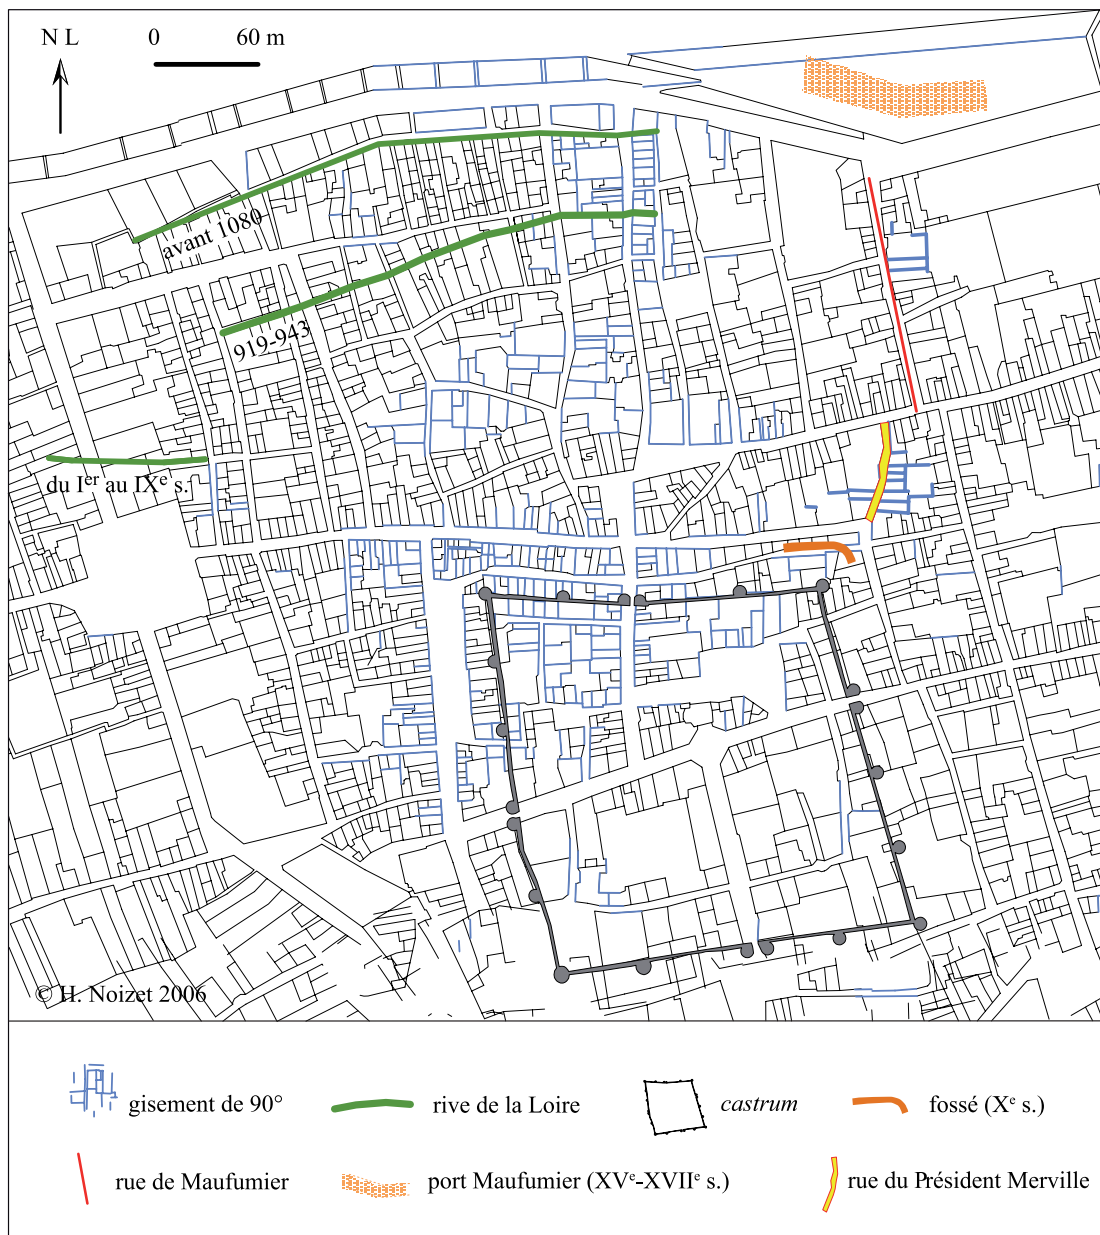 N L 0 60 m
avant 1080
919-943
du Ier au IXe s.
© H. Noizet 2006
gisement de 90°
rive de la Loire
castrum
fossé (Xe s.)
rue de Maufumier
port Maufumier (XVe-XVIIe s.)
rue du Président Merville